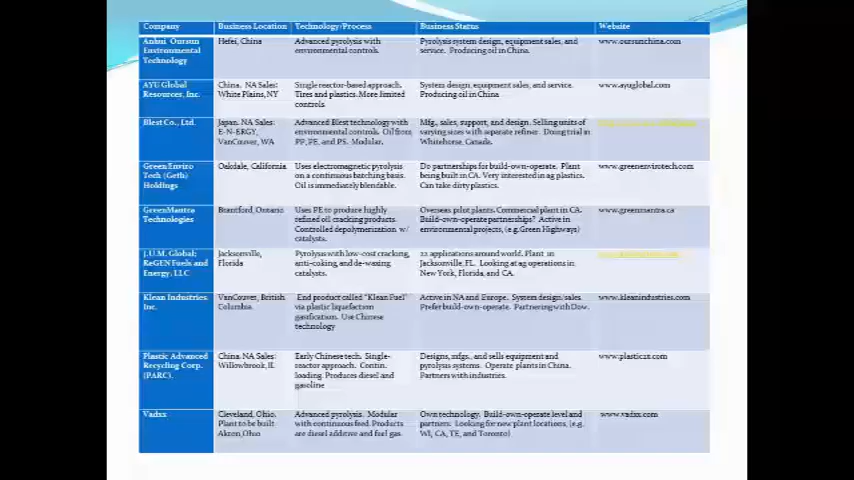 Company Business Location Technology/Process Business Status Website
Anhui Oursun Environmental Technology
Hefei, China
Advanced pyrolysis with
environmental controls.
Pyrolysis system design, equipment sales, and
service. Producing oil in China.
www.oursunchina.com
AYU Global
Resources, Inc.
China. NA Sales:
White Plains, NY
Single reactor-based approach.
Tires and plastics. More limited
controls.
System design, equipment sales, and service.
Producing oil in China
www.ayuglobal.com
Blest Co., Ltd.
Japan. NA Sales:
E-N-ERGY,
VanCouver, WA
Advanced Blest technology with
environmental controls. Oil from
PP, PE, and PS. Modular.
Mfg., sales, support, and design. Selling units of
varying sizes with separate refiner. Doing trial in
Whitehorse, Canada.
Green Enviro
Tech (Geth)
Holdings
Oakdale, California
Uses electromagnetic pyrolysis
on a continuous batching basis.
Oil is immediately blendable.
Do partnerships for build-own-operate. Plant
being built in CA. Very interested in ag plastics.
Can take dirty plastics.
www.greenenvirotech.com
GreenMantra
Technologies
Brantford, Ontario
Uses PE to produce highly
refined oil cracking products.
Controlled depolymerization w/
catalysts.
Overseas pilot plants. Commercial plant in CA.
Build-own-operate partnerships? Active in
environmental projects, (e.g. Green Highways)
www.greenmantra.ca
J.U.M. Global;
ReGEN Fuels and
Energy, LLC
Jacksonville,
Florida
Pyrolysis with low-cost cracking,
anti-coking and de-waxing
catalysts.
22 applications around world. Plant in
Jacksonville, FL. Looking at ag operations in
New York, Florida, and CA.
Klean Industries
Inc.
VanCouver, British
Columbia.
End product called "Klean Fuel"
via plastic liquefaction
gasification. Use Chinese
technology
Active in NA and Europe. System design/sales.
Prefer build-own-operate. Partnering with Dow.
www.kleanindustries.com
Plastic Advanced
Recycling Corp.
(PARC).
China. NA Sales:
Willowbrook, IL
Early Chinese tech. Single-
reactor approach. Contin.
loading. Produces diesel and
gasoline
Designs, mfgs., and sells equipment and
pyrolysis systems. Operate plants in China.
Partners with industries.
www.plastic2x.com
Vadxx
Cleveland, Ohio.
Plant to be built
Akron, Ohio
Advanced pyrolysis. Modular
with continuous feed. Products
are diesel additive and fuel gas.
Own technology. Build-own-operate level and
partners. Looking for new plant locations, (e.g.
WI, CA, TE, and Toronto)
www.vadxx.com